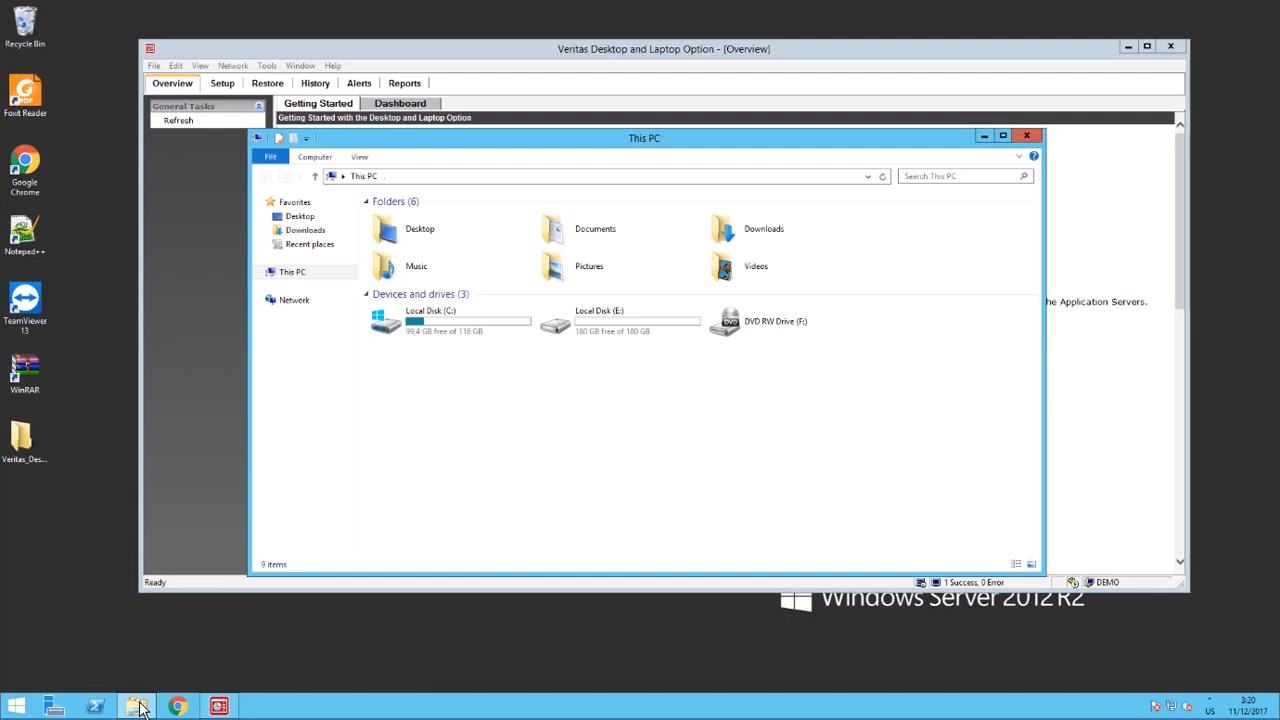 Recycle Bin
Foxit Reader
Google
Chrome
Notepad++
TeamViewer
13
WinRAR
Veritas_Des...
Veritas Desktop and Laptop Option - [Overview]
File Edit View Network Tools Window Help
Overview Setup Restore History Alerts Reports
General Tasks
Refresh
Getting Started Dashboard
Getting Started with the Desktop and Laptop Option
This PC
File Computer View
This PC
Search This PC
Favorites
Desktop
Downloads
Recent places
This PC
Network
Folders (6)
Desktop Documents Downloads
Music Pictures Videos
Devices and drives (3)
Local Disk (C:)
99,4 GB free of 116 GB
Local Disk (E:)
180 GB free of 180 GB
DVD RW Drive (F:)
DVD
he Application Servers.
9 items
Ready
1 Success, 0 Error
DEMO
Windows Server 2012 R2
US
3:20
11/12/2017